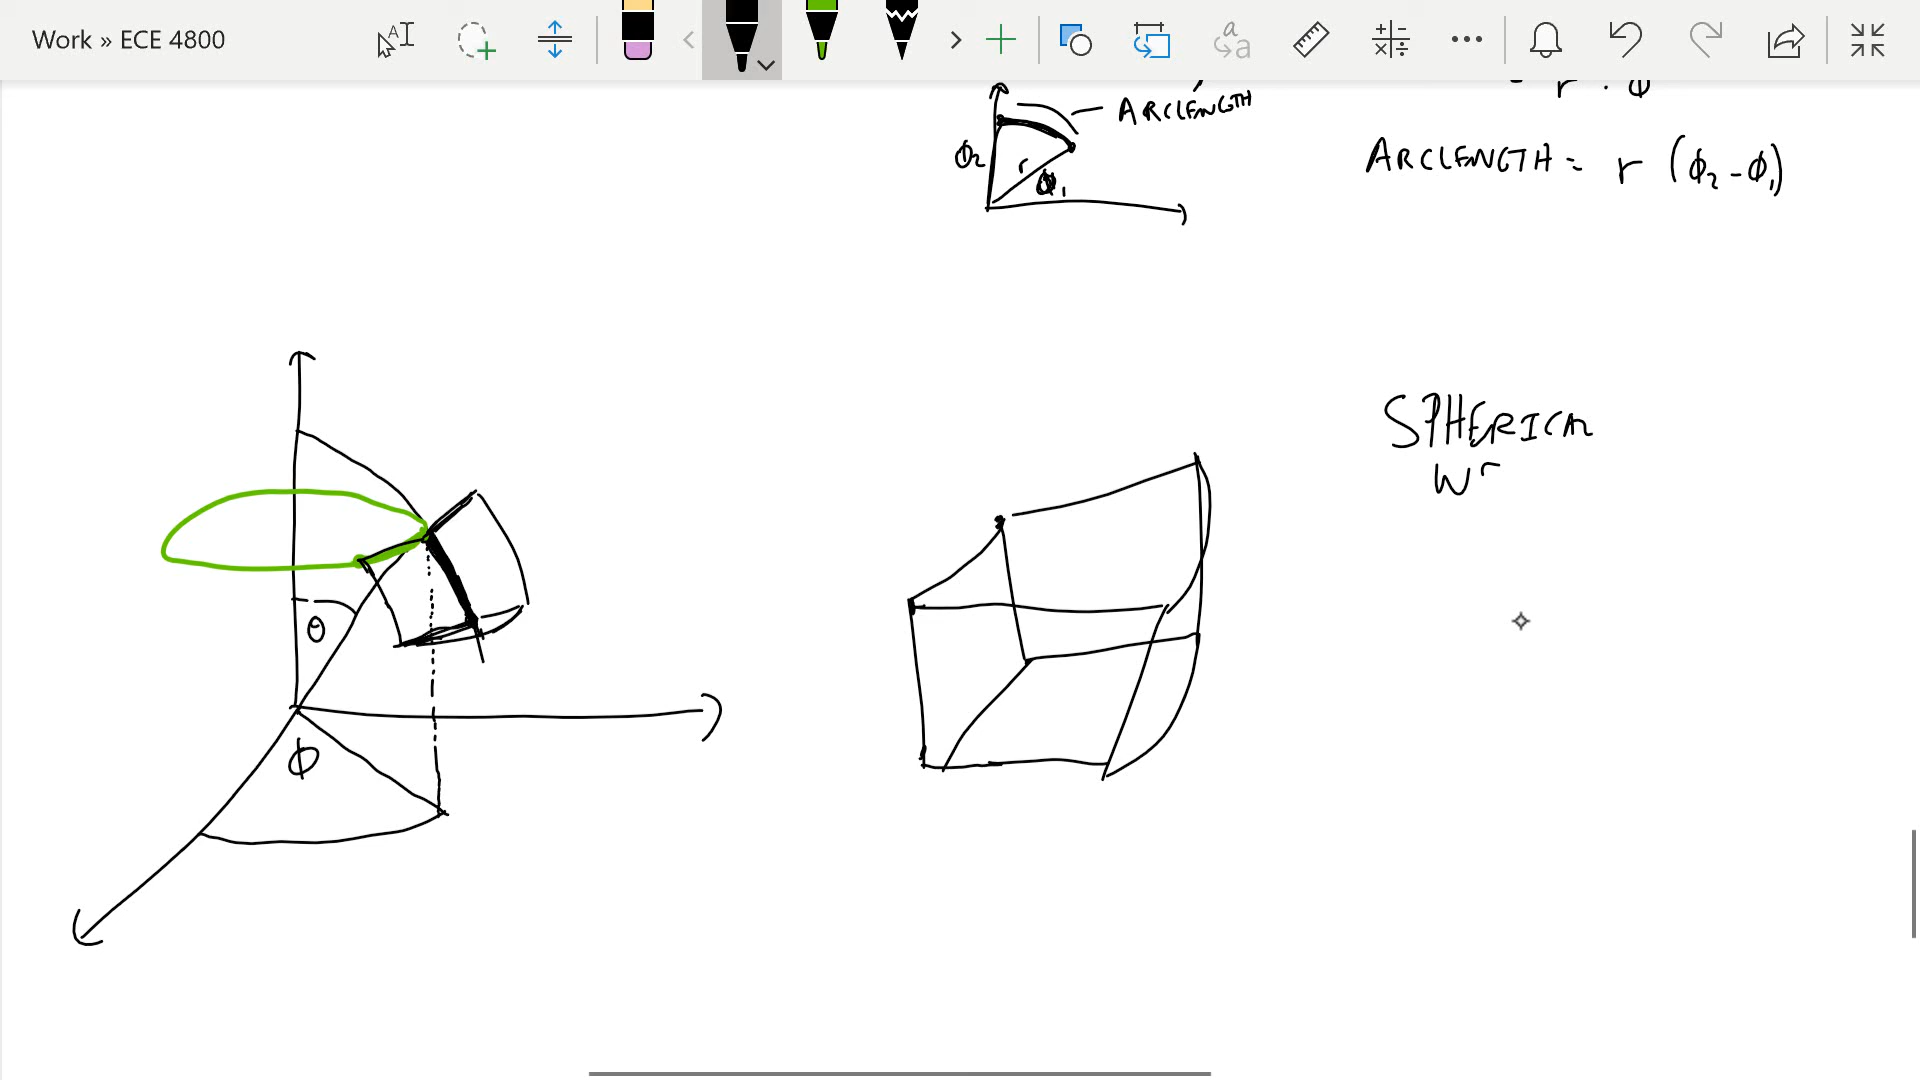 Work » ECE 4800
r . ϕ
ARCLENGTH
ϕ₂
r
ϕ₁
ARCLENGTH = r (ϕ₂ - ϕ₁)
SPHERICAL
θ
ϕ